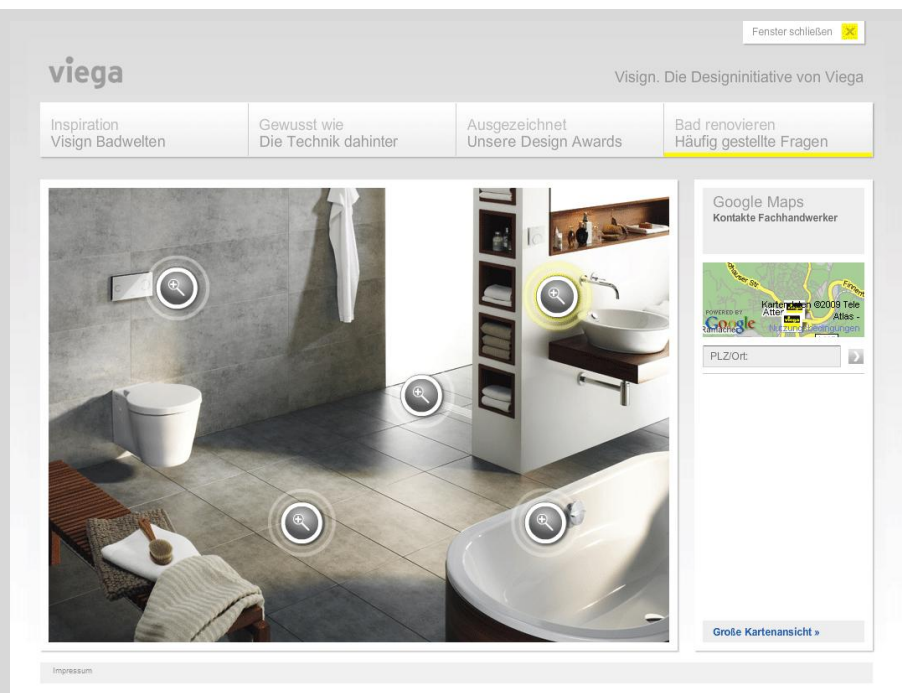 Fenster schließen
viega
Visign. Die Designinitiative von Viega
Inspiration
Visign Badwelten
Gewusst wie
Die Technik dahinter
Ausgezeichnet
Unsere Design Awards
Bad renovieren
Häufig gestellte Fragen
Google Maps
Kontakte Fachhandwerker
©2009 Tele
Atlas -
POWERED BY
Google
PLZ/Ort:
Große Kartenansicht »
Impressum